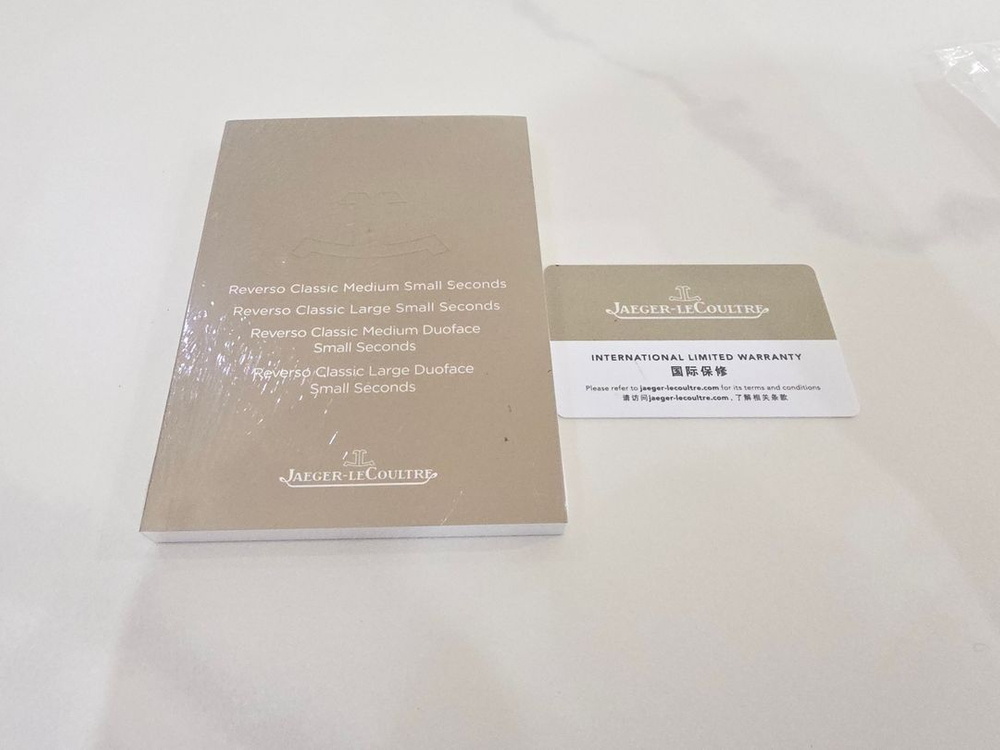 Reverso Classic Medium Small Seconds
Reverso Classic Large Small Seconds
Reverso Classic Medium Duoface
Small Seconds
Reverso Classic Large Duoface
Small Seconds
JL
JAEGER-LECOULTRE
JL
JAEGER-LECOULTRE
INTERNATIONAL LIMITED WARRANTY
国际保修
Please refer to jaeger-lecoultre.com for its terms and conditions
请访问jaeger-lecoultre.com，了解相关条款